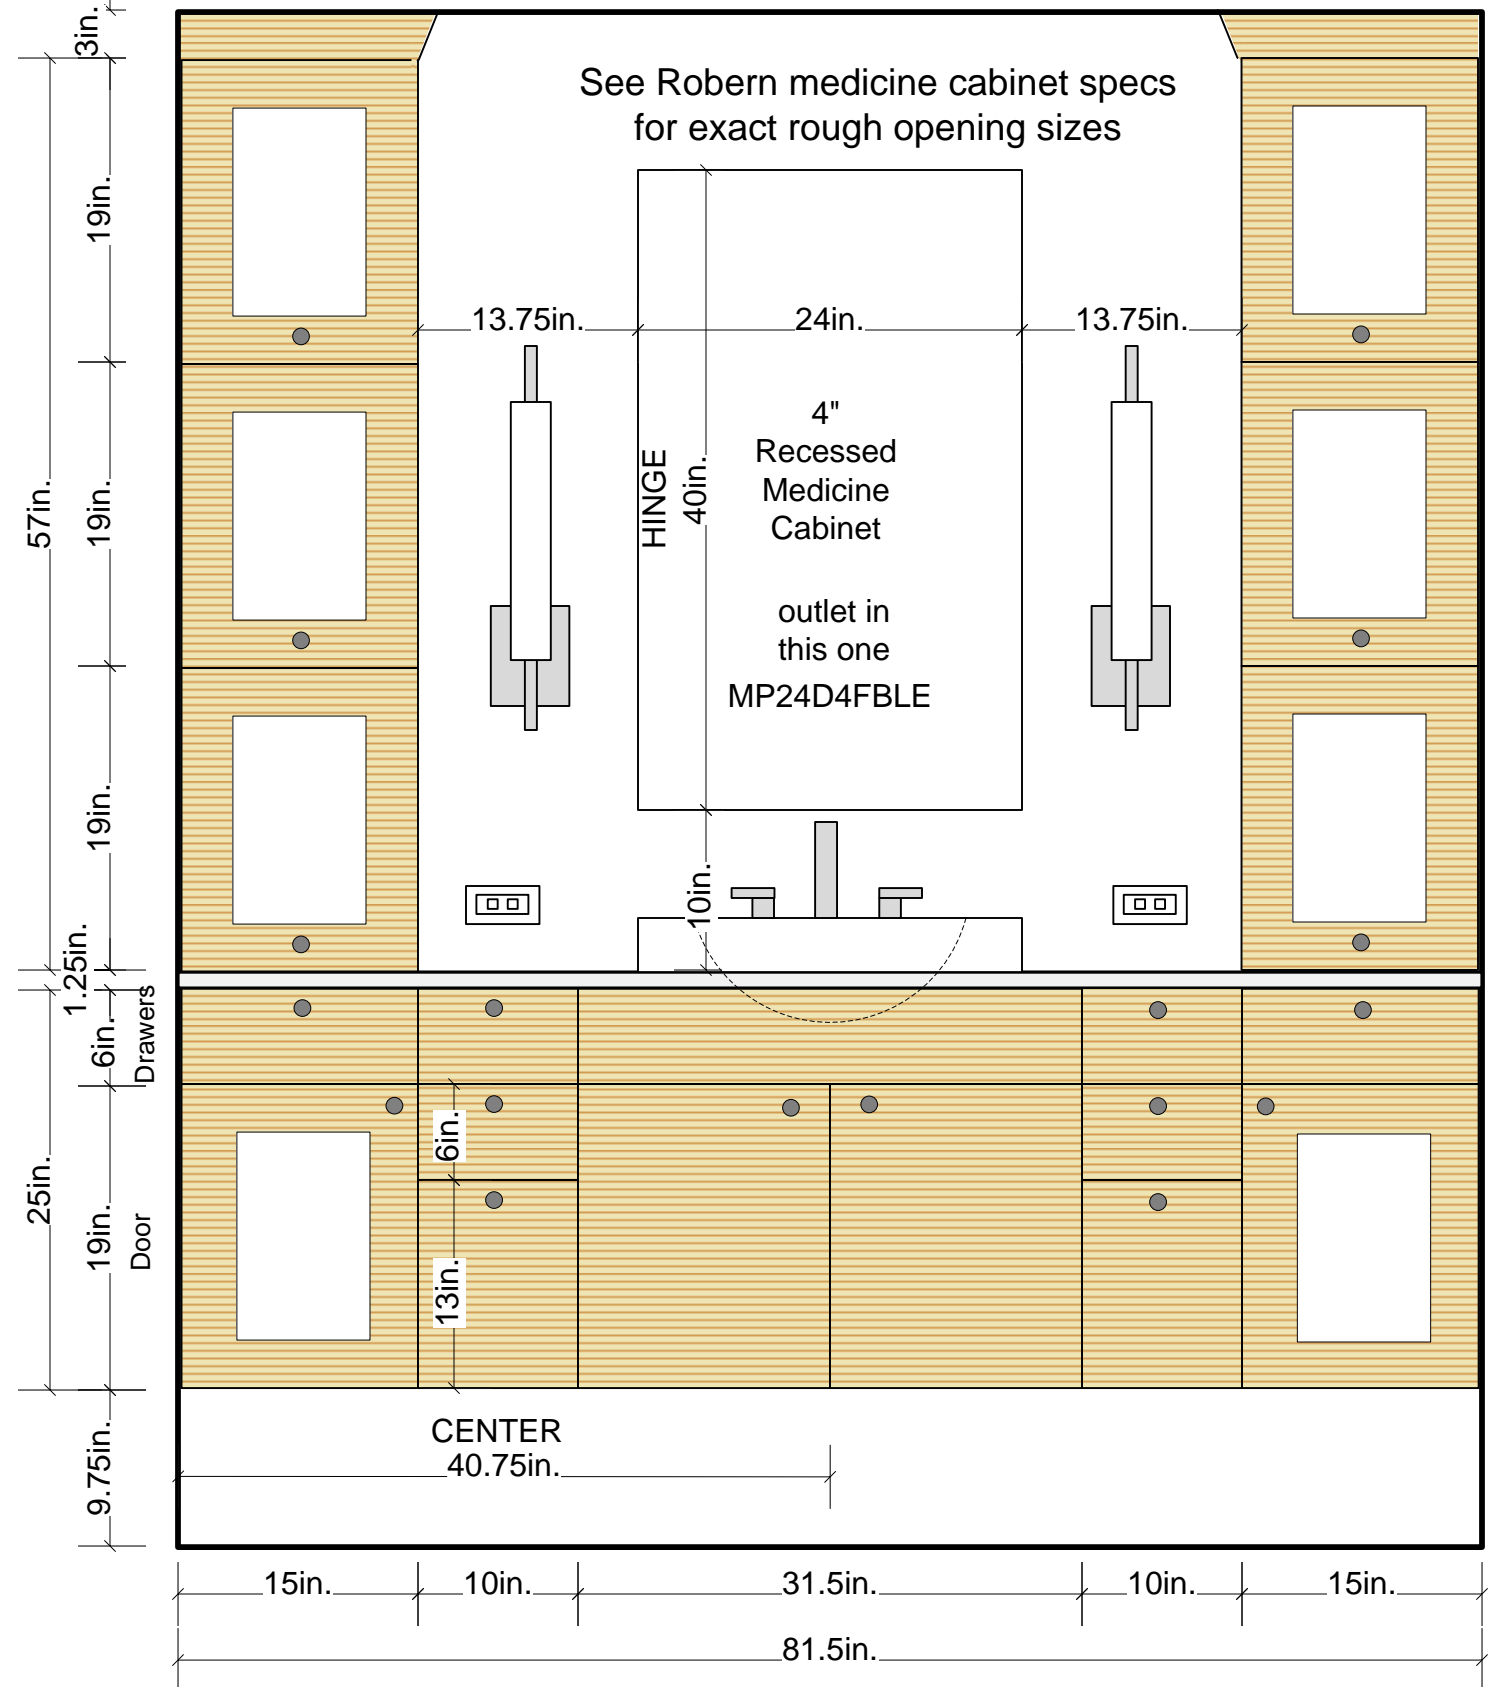 3in.
See Robern medicine cabinet specs
for exact rough opening sizes
19in.
13.75in.
24in.
13.75in.
4"
Recessed
Medicine
Cabinet
HINGE
40in.
57in.
19in.
outlet in
this one
MP24D4FBLE
19in.
10in.
1.25in.
6in.
Drawers
6in.
25in.
19in.
Door
13in.
CENTER
40.75in.
9.75in.
15in.
10in.
31.5in.
10in.
15in.
81.5in.